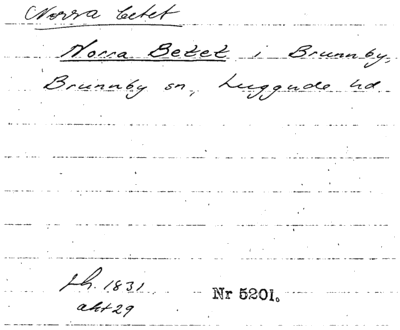 Norra betet
Norra Betet i Brunnby,
Brunnby sn, Luggude hd
Lh. 1831
akt 29
Nr 5201.